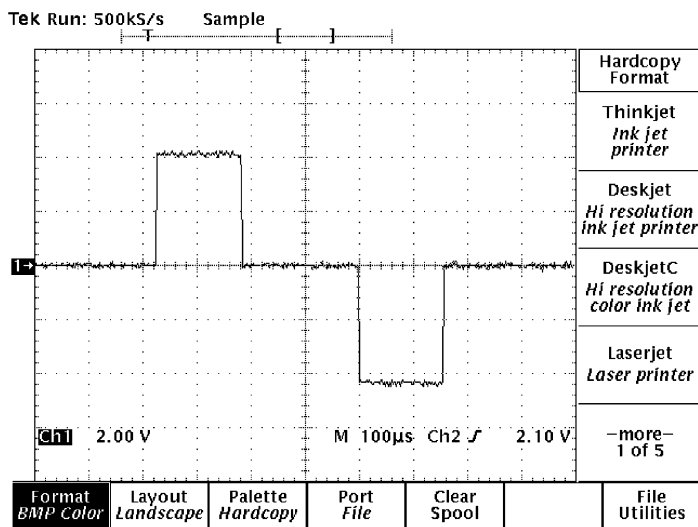 Tek Run: 500kS/s Sample
Hardcopy
Format
Thinkjet
Ink jet
printer
Deskjet
Hi resolution
ink jet printer
DeskjetC
Hi resolution
color ink jet
Laserjet
Laser printer
–more–
1 of 5
1→
Ch1 2.00 V M 100µs Ch2 2.10 V
Format
BMP Color
Layout
Landscape
Palette
Hardcopy
Port
File
Clear
Spool
File
Utilities